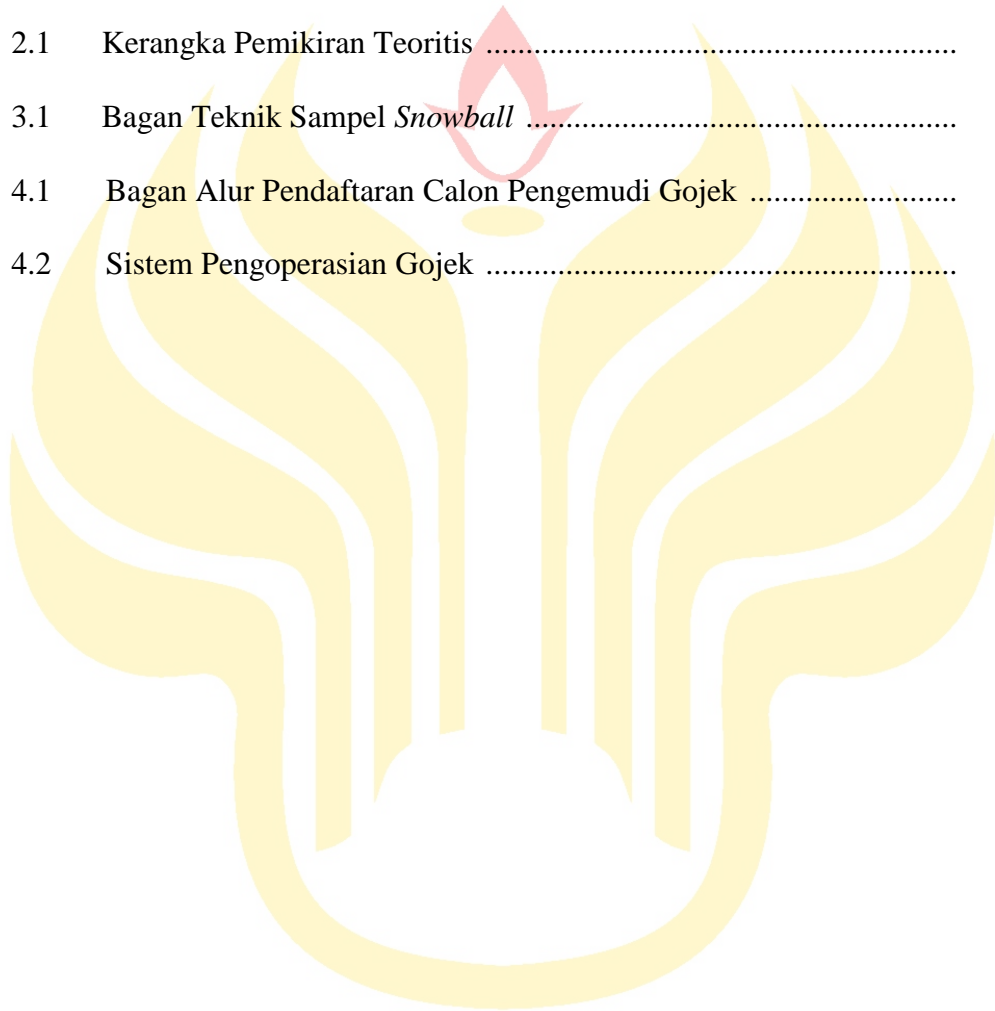 2.1 Kerangka Pemikiran Teoritis ........................................................
3.1 Bagan Teknik Sampel Snowball ...................................................
4.1 Bagan Alur Pendaftaran Calon Pengemudi Gojek .........................
4.2 Sistem Pengoperasian Gojek ........................................................